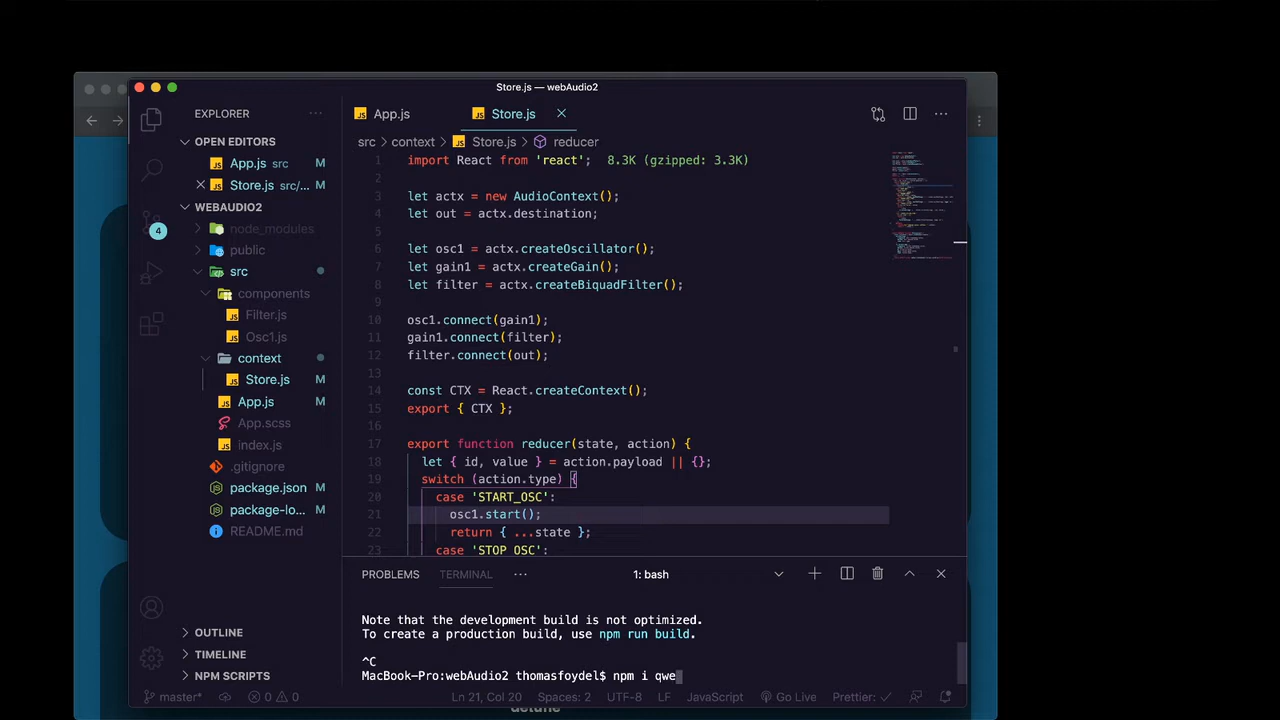 Store.js — webAudio2
EXPLORER
OPEN EDITORS
App.js src M
Store.js src/... M
WEBAUDIO2
node_modules
4
public
src
components
Filter.js
Osc1.js
context
Store.js M
App.js M
App.scss
index.js
.gitignore
package.json M
package-lo... M
README.md
OUTLINE
TIMELINE
NPM SCRIPTS
App.js
Store.js
src context Store.js reducer
1 import React from 'react'; 8.3K (gzipped: 3.3K)
2
3 let actx = new AudioContext();
4 let out = actx.destination;
5
6 let osc1 = actx.createOscillator();
7 let gain1 = actx.createGain();
8 let filter = actx.createBiquadFilter();
9
10 osc1.connect(gain1);
11 gain1.connect(filter);
12 filter.connect(out);
13
14 const CTX = React.createContext();
15 export { CTX };
16
17 export function reducer(state, action) {
18 let { id, value } = action.payload || {};
19 switch (action.type) {
20 case 'START_OSC':
21 osc1.start();
22 return { ...state };
23 case 'STOP_OSC':
PROBLEMS TERMINAL ... 1: bash
Note that the development build is not optimized.
To create a production build, use npm run build.
^C
MacBook-Pro:webAudio2 thomasfoydel$ npm i qwe
master* 0 0 Ln 21, Col 20 Spaces: 2 UTF-8 LF JavaScript Go Live Prettier: ✓
detune